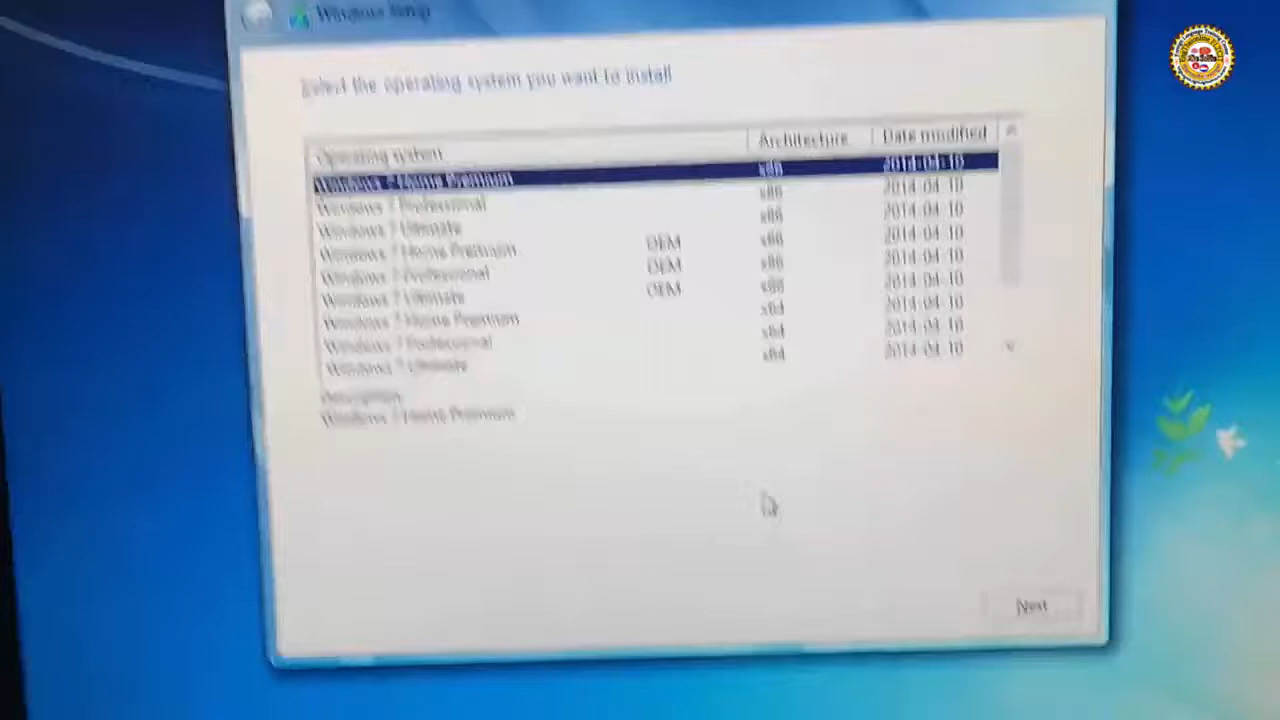 Windows Setup
Select the operating system you want to install
Operating system Architecture Date modified
Windows 7 Home Premium x86 2014-04-10
Windows 7 Professional x86 2014-04-10
Windows 7 Ultimate x86 2014-04-10
Windows 7 Home Premium OEM x86 2014-04-10
Windows 7 Professional OEM x86 2014-04-10
Windows 7 Ultimate OEM x86 2014-04-10
Windows 7 Home Premium x64 2014-04-10
Windows 7 Professional x64 2014-04-10
Windows 7 Ultimate x64 2014-04-10
Description:
Windows 7 Home Premium
Next